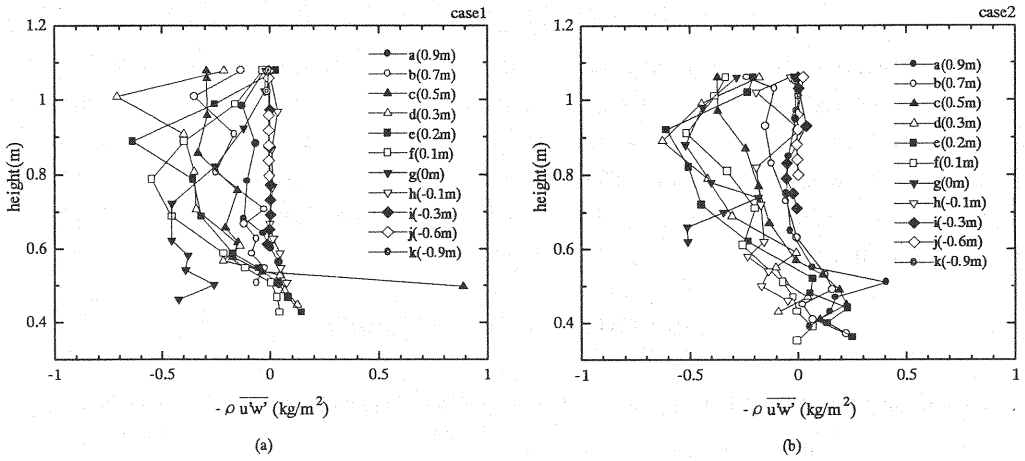 case1
1.2
1
0.8
0.6
0.4
height(m)
-1
-0.5
0
0.5
1
a(0.9m)
b(0.7m)
c(0.5m)
d(0.3m)
e(0.2m)
f(0.1m)
g(0m)
h(-0.1m)
i(-0.3m)
j(-0.6m)
k(-0.9m)
- ρ u'w' (kg/m²)
(a)
case2
1.2
1
0.8
0.6
0.4
height(m)
-1
-0.5
0
0.5
1
a(0.9m)
b(0.7m)
c(0.5m)
d(0.3m)
e(0.2m)
f(0.1m)
g(0m)
h(-0.1m)
i(-0.3m)
j(-0.6m)
k(-0.9m)
- ρ u'w' (kg/m²)
(b)